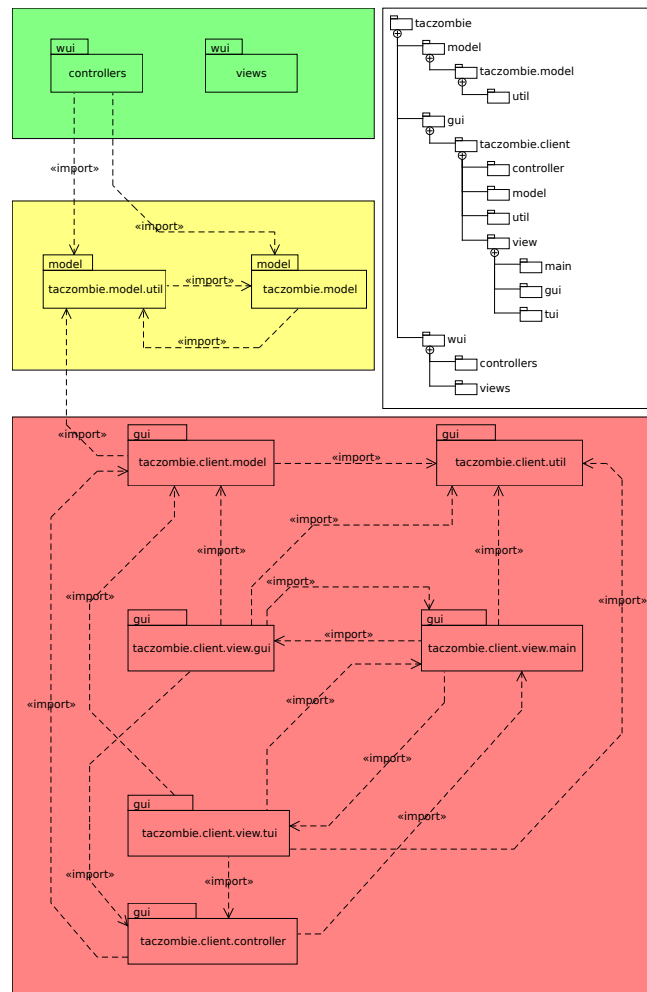 wui
controllers
wui
views
«import»
«import»
model
taczombie.model.util
«import»
model
taczombie.model
«import»
taczombie
model
taczombie.model
util
gui
taczombie.client
controller
model
util
view
main
gui
tui
wui
controllers
views
«import»
gui
taczombie.client.model
«import»
gui
taczombie.client.util
«import»
«import»
«import»
«import»
«import»
«import»
gui
taczombie.client.view.gui
«import»
gui
taczombie.client.view.main
«import»
«import»
«import»
«import»
«import»
gui
taczombie.client.view.tui
«import»
«import»
gui
taczombie.client.controller